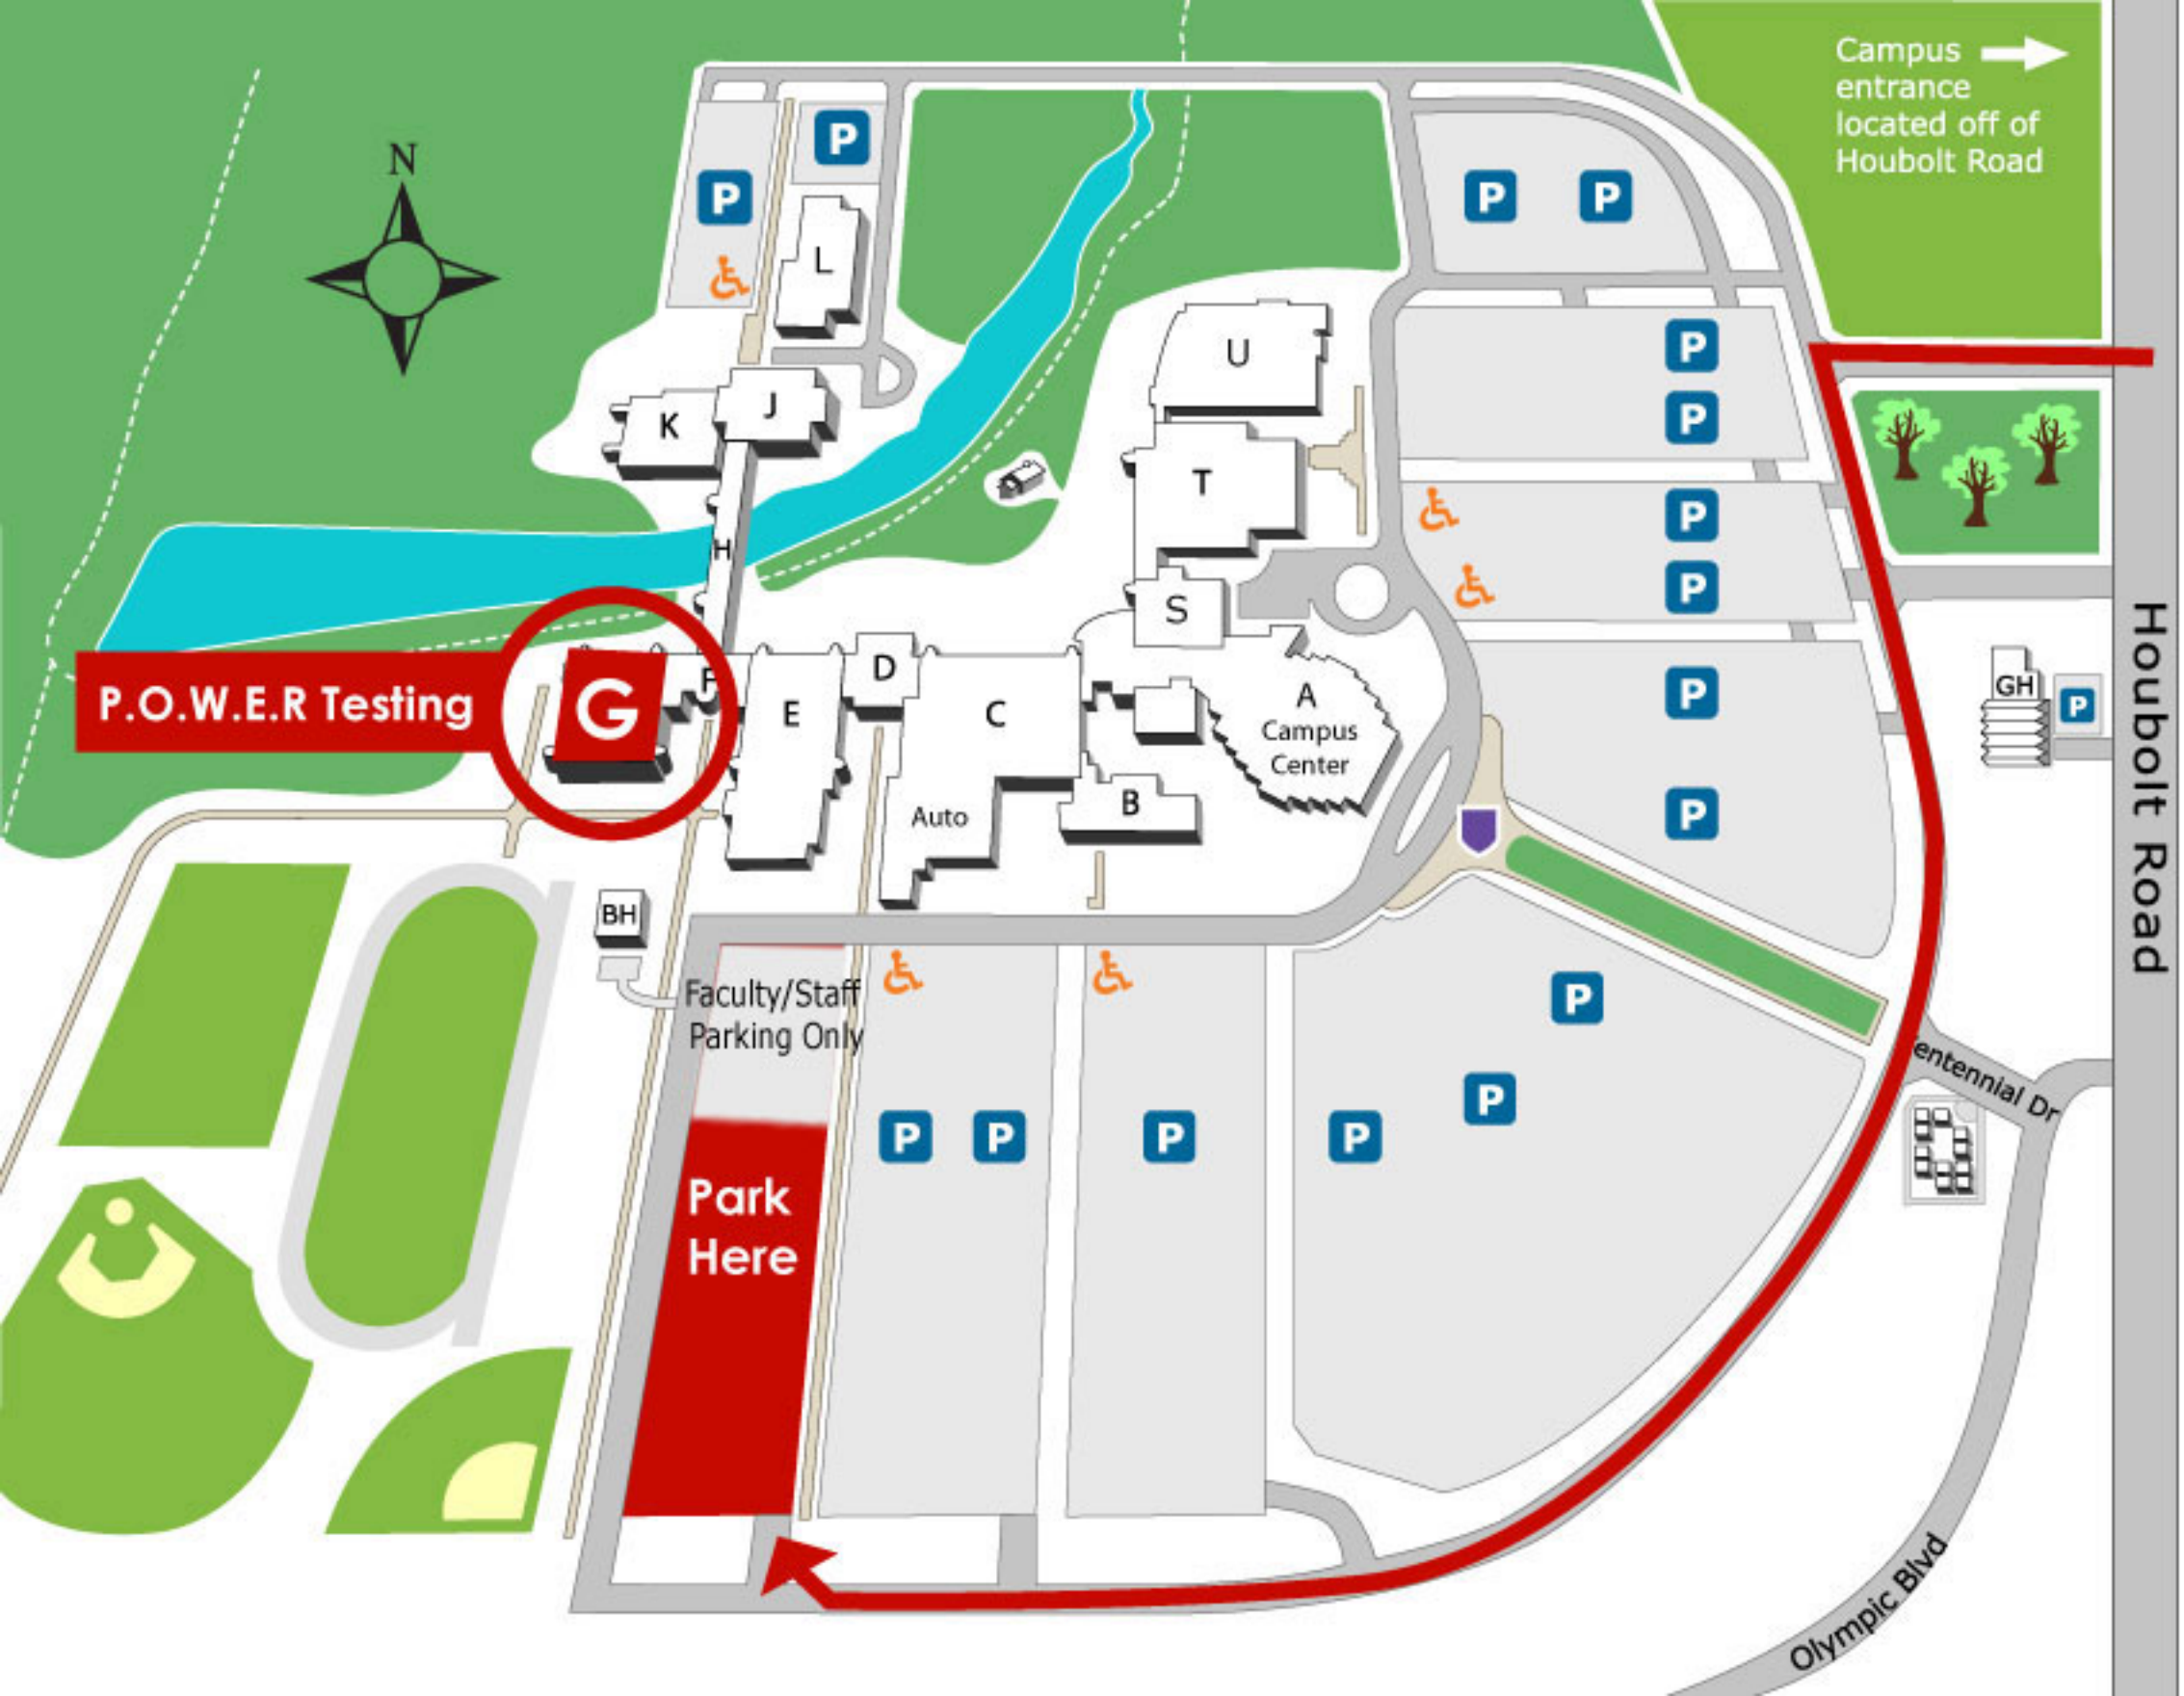 Campus
entrance
located off of
Houbolt Road
N
P
P
L
P
P
U
P
J
K
P
T
P
H
P
S
P.O.W.E.R Testing
G
F
E
D
C
A
Campus
Center
P
GH
P
Houbolt Road
B
Auto
P
BH
Faculty/Staff
Parking Only
P
entennial Dr
P
P
P
P
P
Park
Here
Olympic Blvd